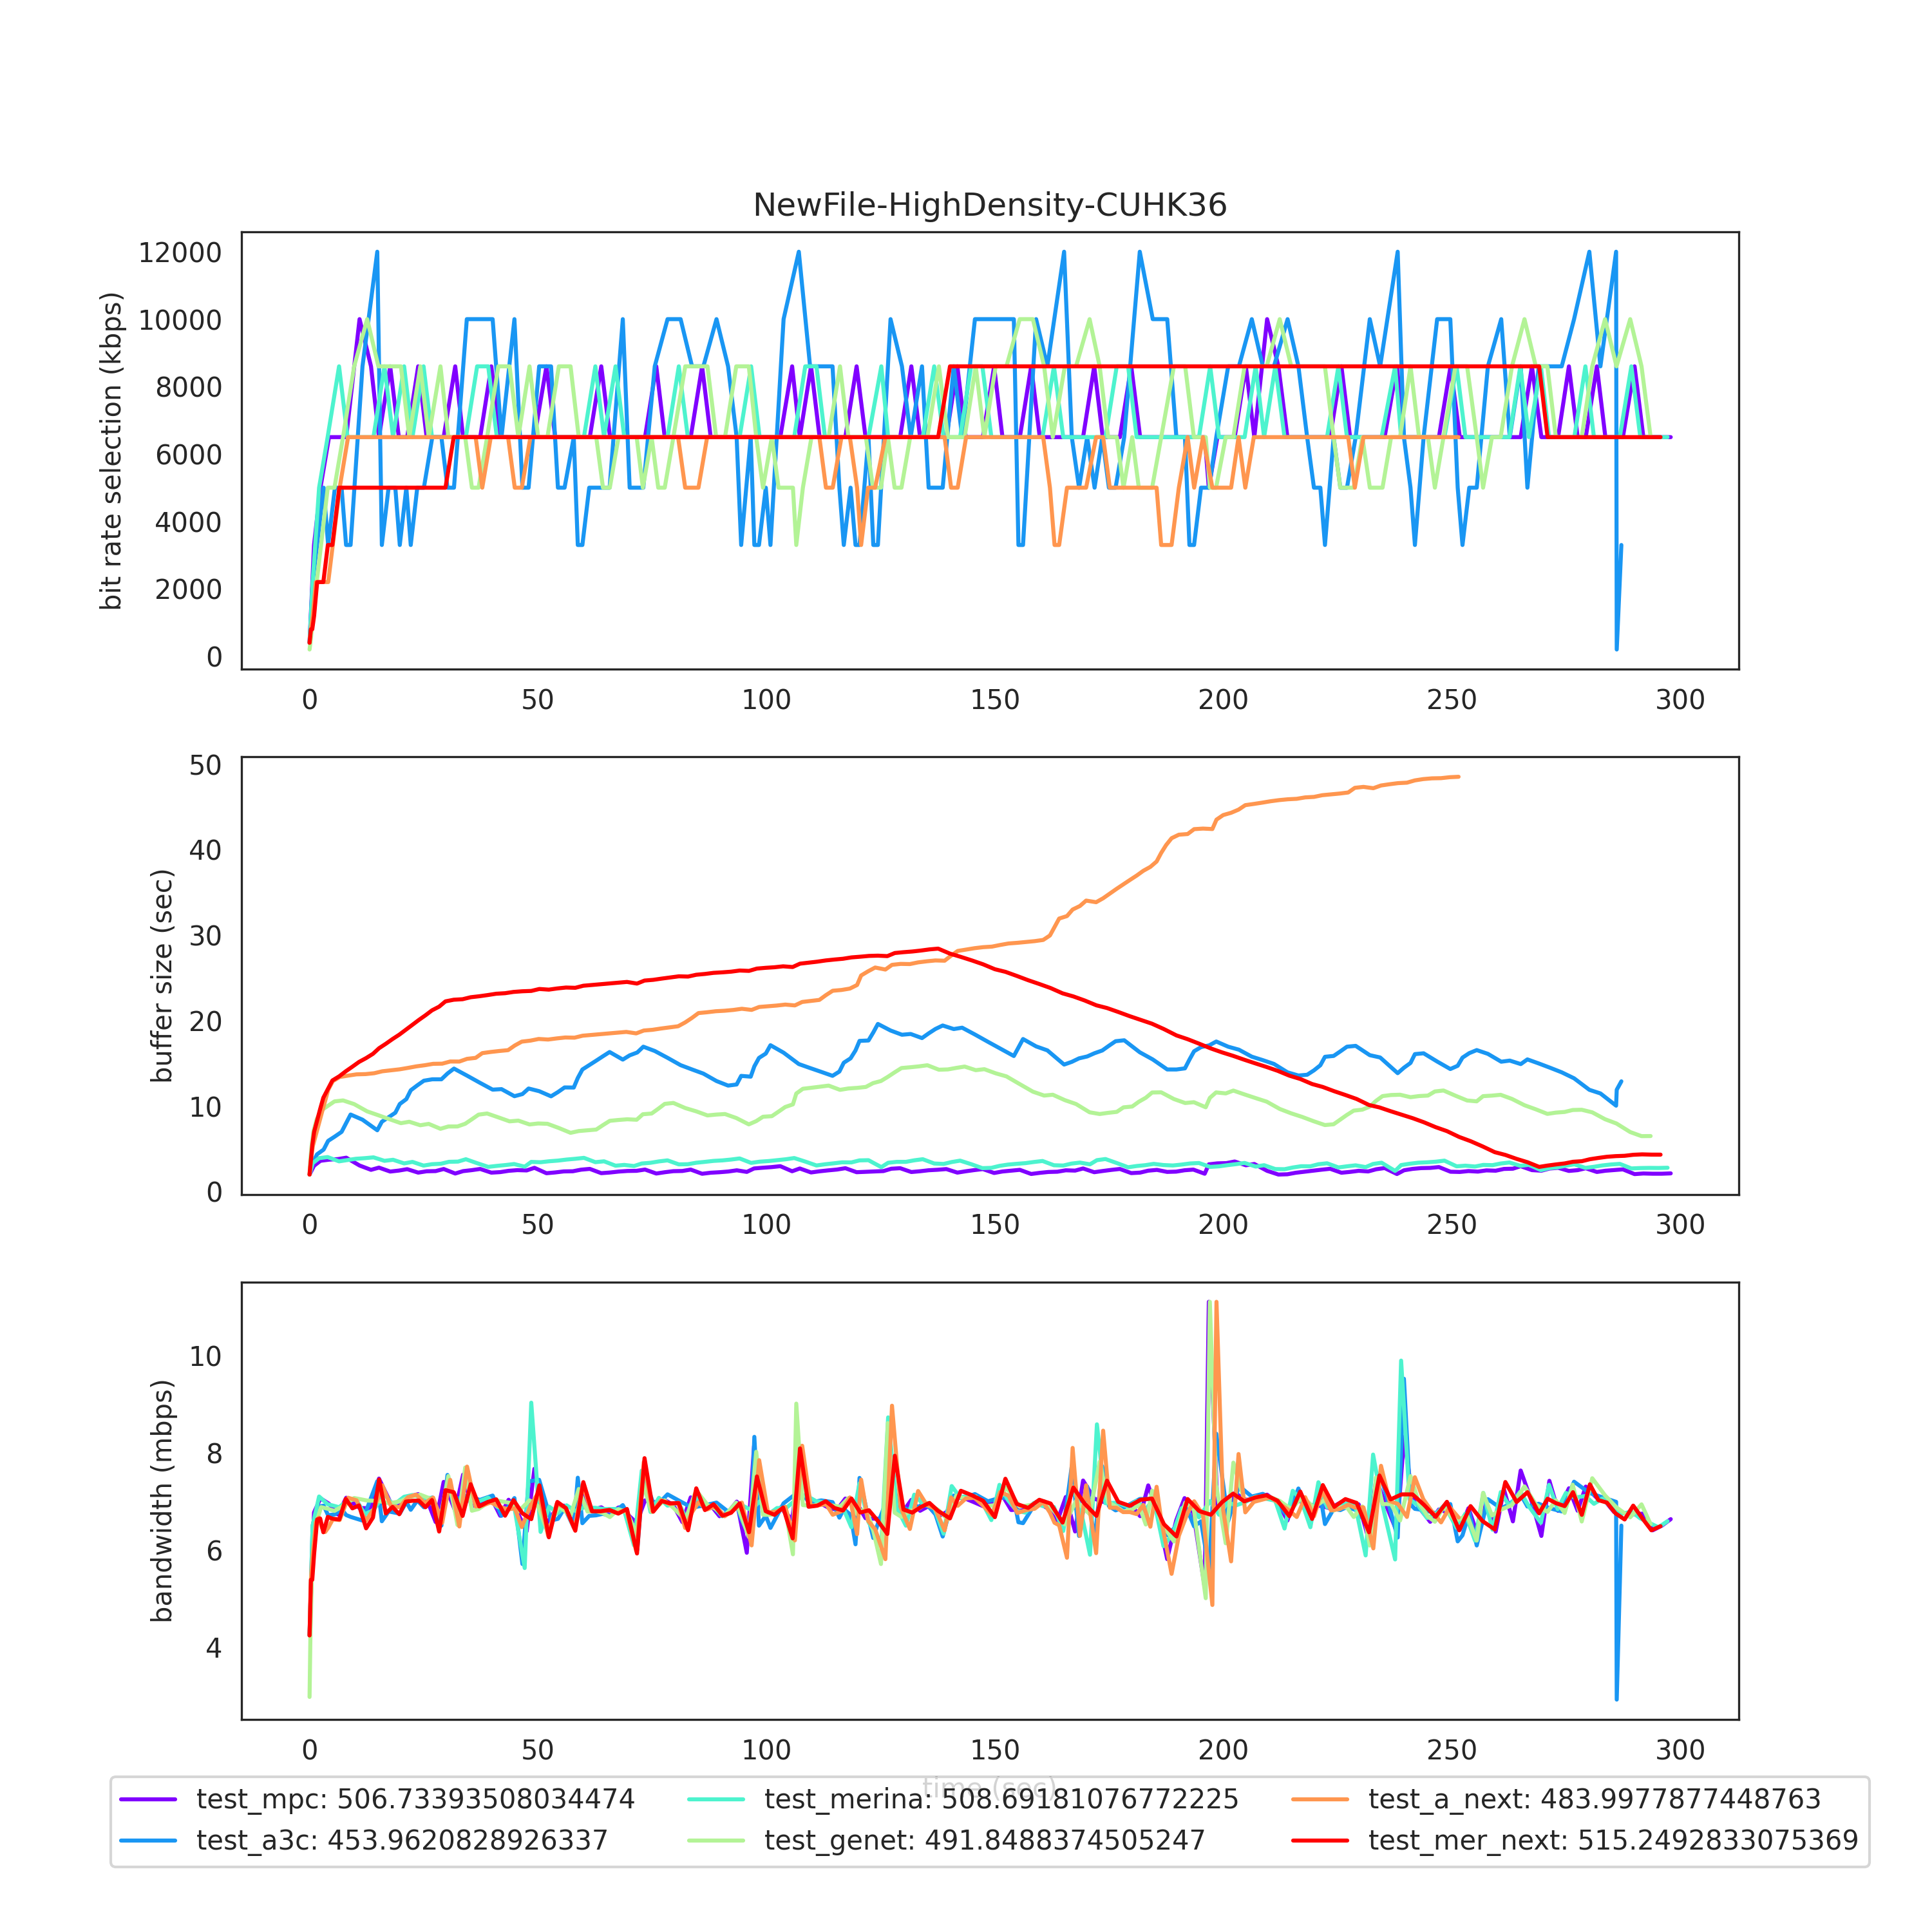 NewFile-HighDensity-CUHK36
bit rate selection (kbps)
12000
10000
8000
6000
4000
2000
0
0 50 100 150 200 250 300
buffer size (sec)
50
40
30
20
10
0
0 50 100 150 200 250 300
bandwidth (mbps)
10
8
6
4
0 50 100 150 200 250 300
time (sec)
test_mpc: 506.73393508034474 test_merina: 508.69181076772225 test_a_next: 483.9977877448763
test_a3c: 453.9620828926337 test_genet: 491.8488374505247 test_mer_next: 515.2492833075369